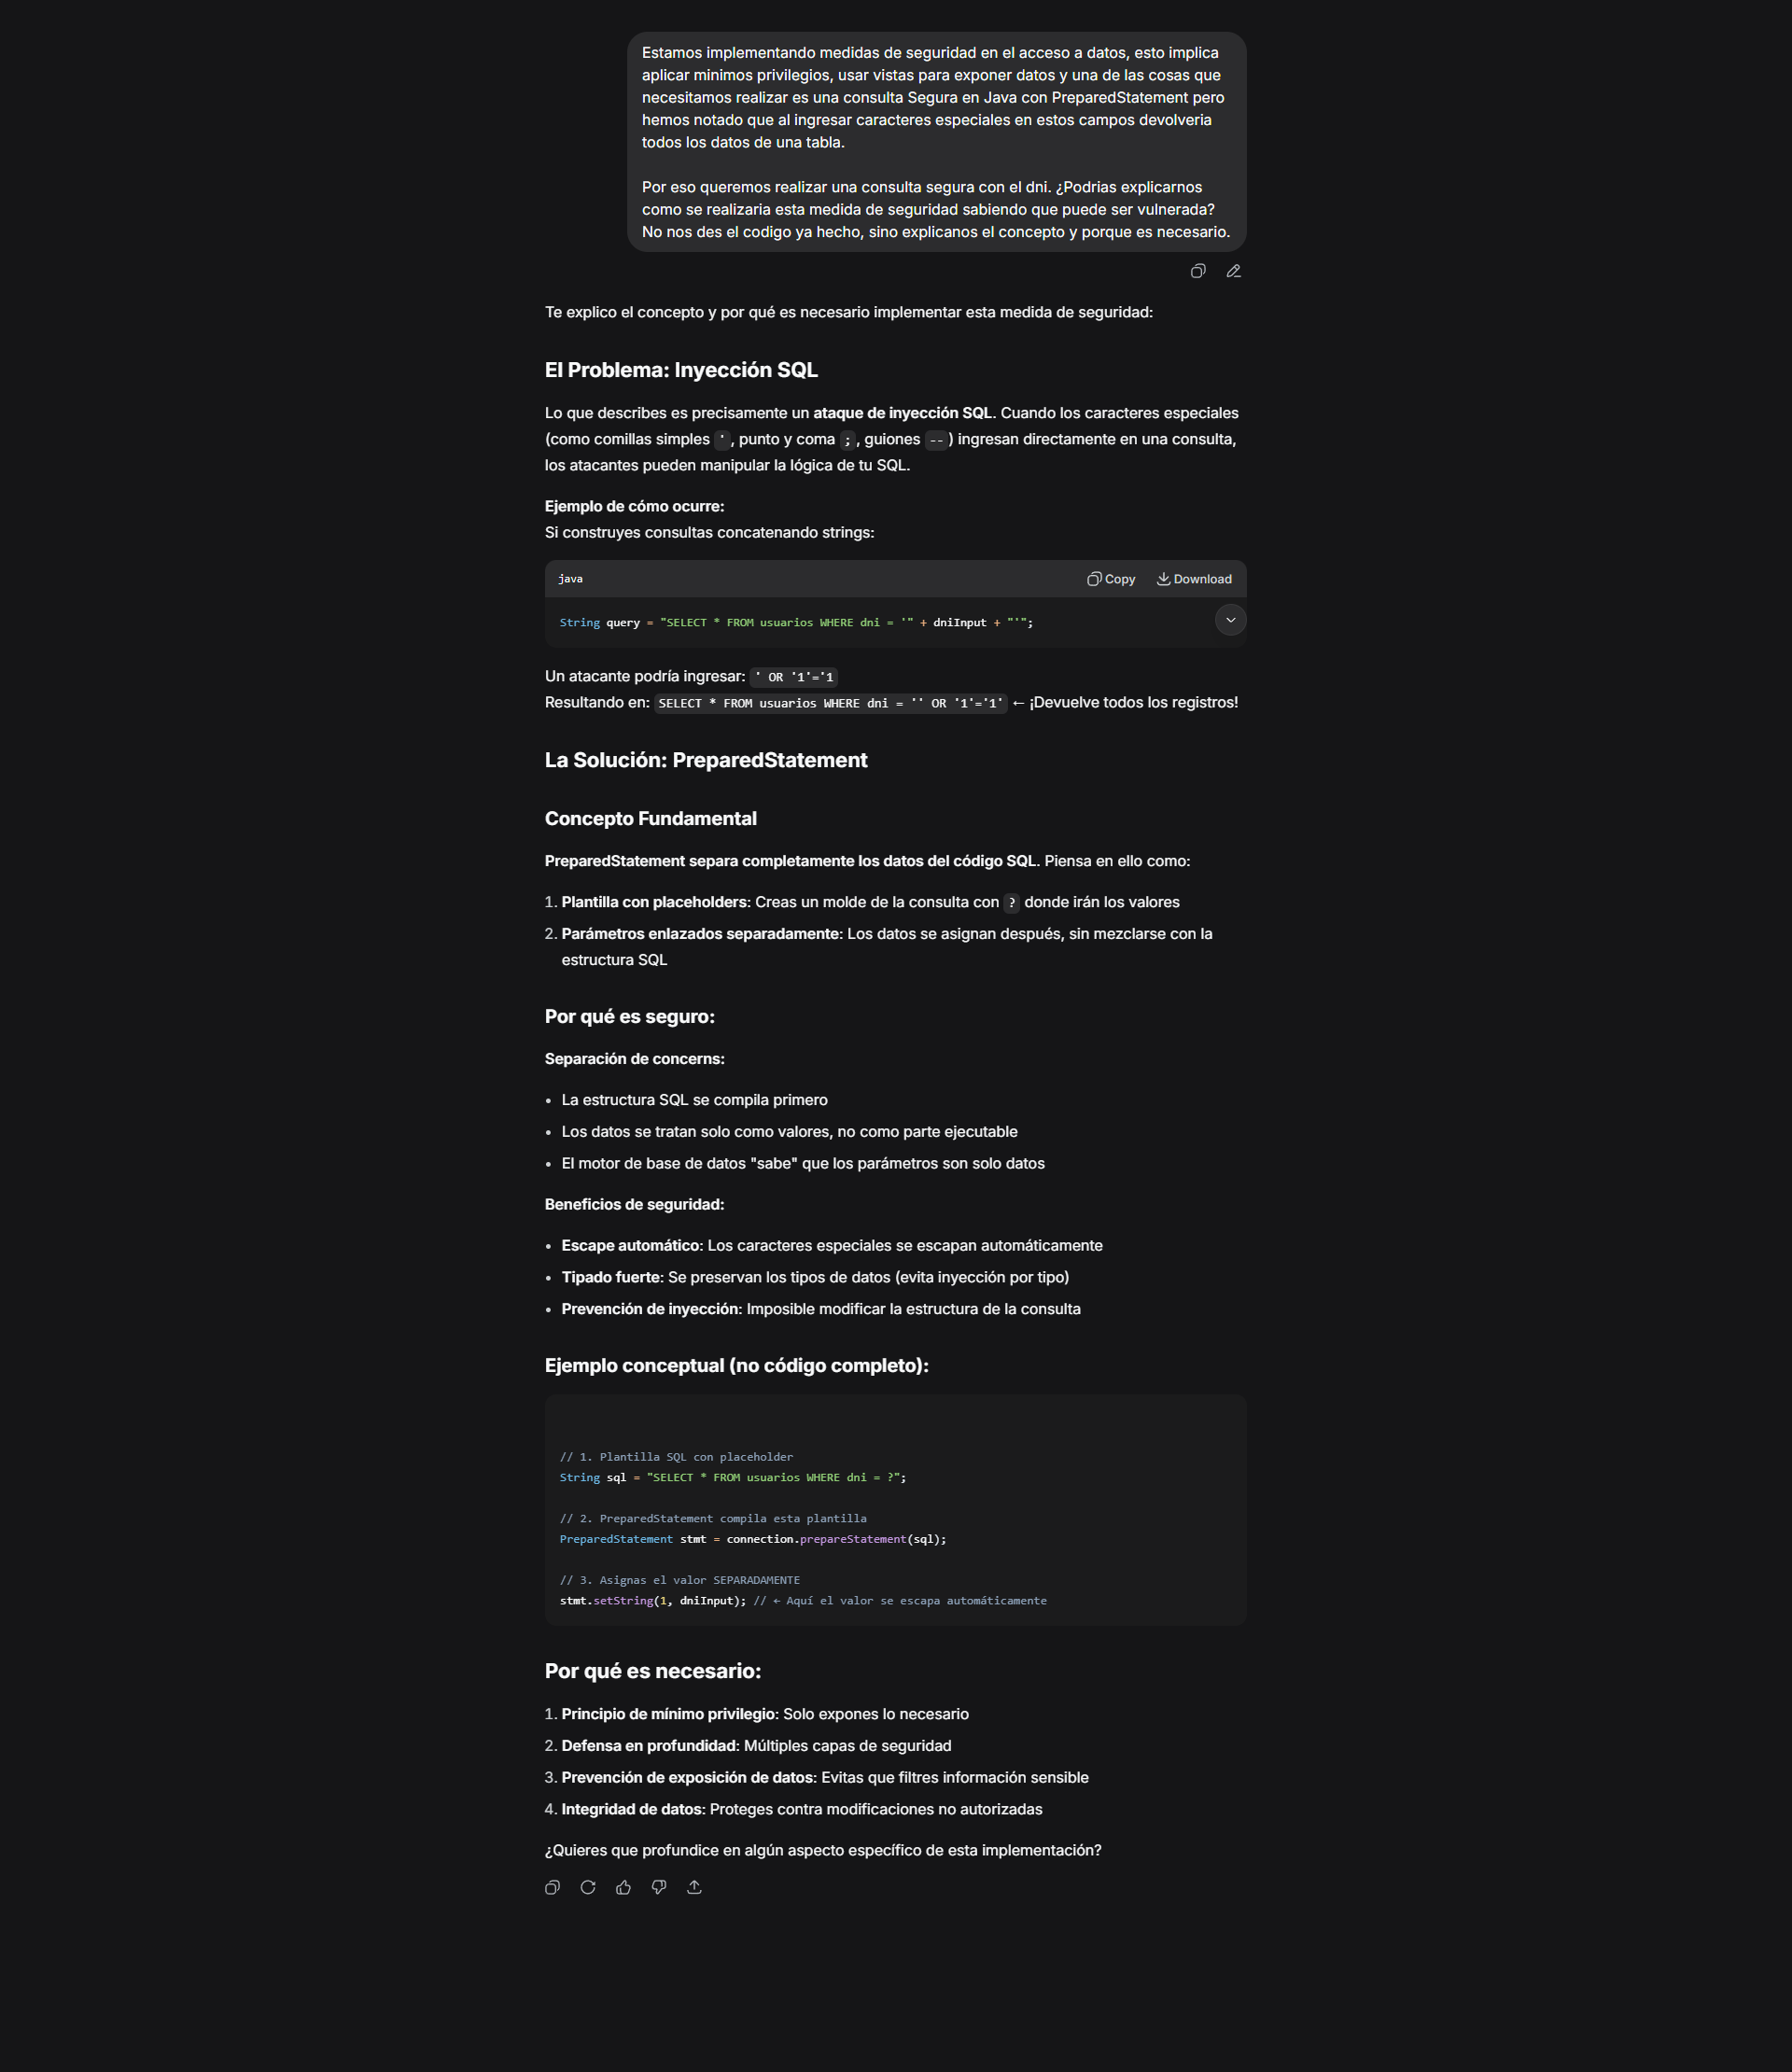 Estamos implementando medidas de seguridad en el acceso a datos, esto implica
aplicar minimos privilegios, usar vistas para exponer datos y una de las cosas que
necesitamos realizar es una consulta Segura en Java con PreparedStatement pero
hemos notado que al ingresar caracteres especiales en estos campos devolveria
todos los datos de una tabla.
Por eso queremos realizar una consulta segura con el dni. ¿Podrias explicarnos
como se realizaria esta medida de seguridad sabiendo que puede ser vulnerada?
No nos des el codigo ya hecho, sino explicanos el concepto y porque es necesario.
Te explico el concepto y por qué es necesario implementar esta medida de seguridad:
El Problema: Inyección SQL
Lo que describes es precisamente un ataque de inyección SQL. Cuando los caracteres especiales
(como comillas simples ', punto y coma ;, guiones --) ingresan directamente en una consulta,
los atacantes pueden manipular la lógica de tu SQL.
Ejemplo de cómo ocurre:
Si construyes consultas concatenando strings:
java
Copy
Download
String query = "SELECT * FROM usuarios WHERE dni = '" + dniInput + "'";
Un atacante podría ingresar: ' OR '1'='1
Resultando en: SELECT * FROM usuarios WHERE dni = '' OR '1'='1' ← ¡Devuelve todos los registros!
La Solución: PreparedStatement
Concepto Fundamental
PreparedStatement separa completamente los datos del código SQL. Piensa en ello como:
1. Plantilla con placeholders: Creas un molde de la consulta con ? donde irán los valores
2. Parámetros enlazados separadamente: Los datos se asignan después, sin mezclarse con la
estructura SQL
Por qué es seguro:
Separación de concerns:
• La estructura SQL se compila primero
• Los datos se tratan solo como valores, no como parte ejecutable
• El motor de base de datos "sabe" que los parámetros son solo datos
Beneficios de seguridad:
• Escape automático: Los caracteres especiales se escapan automáticamente
• Tipado fuerte: Se preservan los tipos de datos (evita inyección por tipo)
• Prevención de inyección: Imposible modificar la estructura de la consulta
Ejemplo conceptual (no código completo):
// 1. Plantilla SQL con placeholder
String sql = "SELECT * FROM usuarios WHERE dni = ?";
// 2. PreparedStatement compila esta plantilla
PreparedStatement stmt = connection.prepareStatement(sql);
// 3. Asignas el valor SEPARADAMENTE
stmt.setString(1, dniInput); // ← Aquí el valor se escapa automáticamente
Por qué es necesario:
1. Principio de mínimo privilegio: Solo expones lo necesario
2. Defensa en profundidad: Múltiples capas de seguridad
3. Prevención de exposición de datos: Evitas que filtres información sensible
4. Integridad de datos: Proteges contra modificaciones no autorizadas
¿Quieres que profundice en algún aspecto específico de esta implementación?